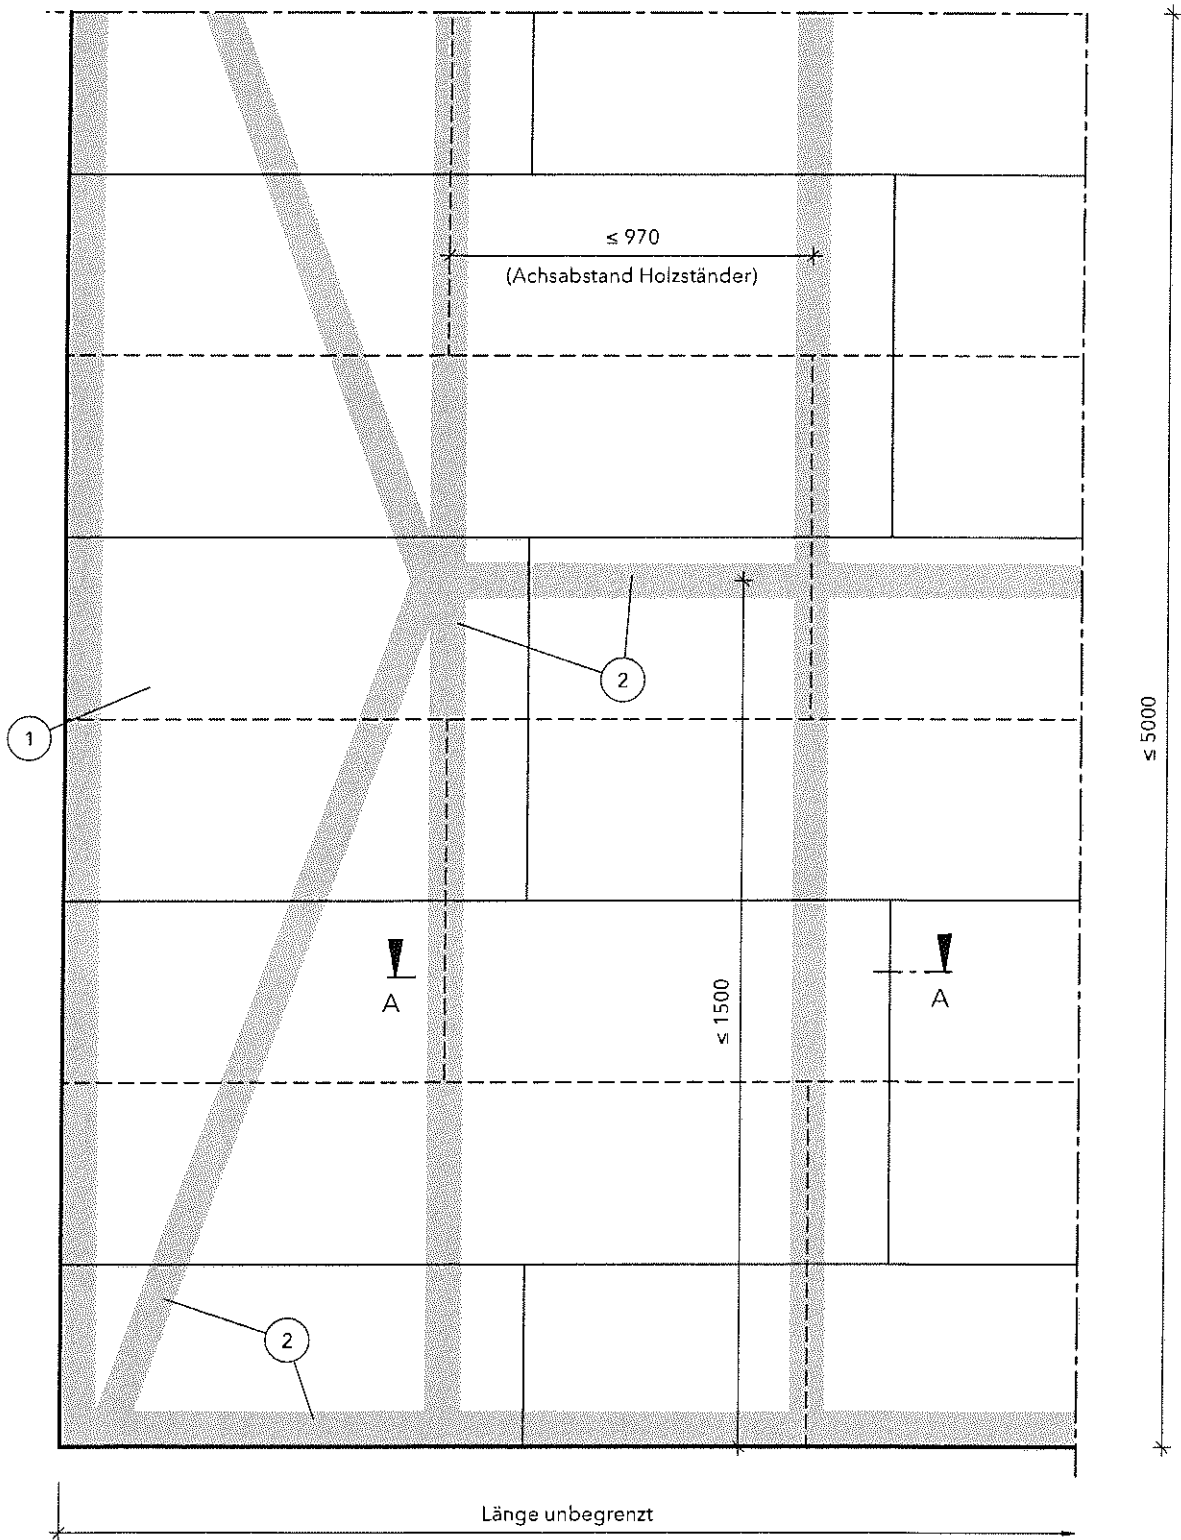 ≤ 970
(Achsabstand Holzständer)
2
1
≤ 5000
A
A
≤ 1500
2
Länge unbegrenzt